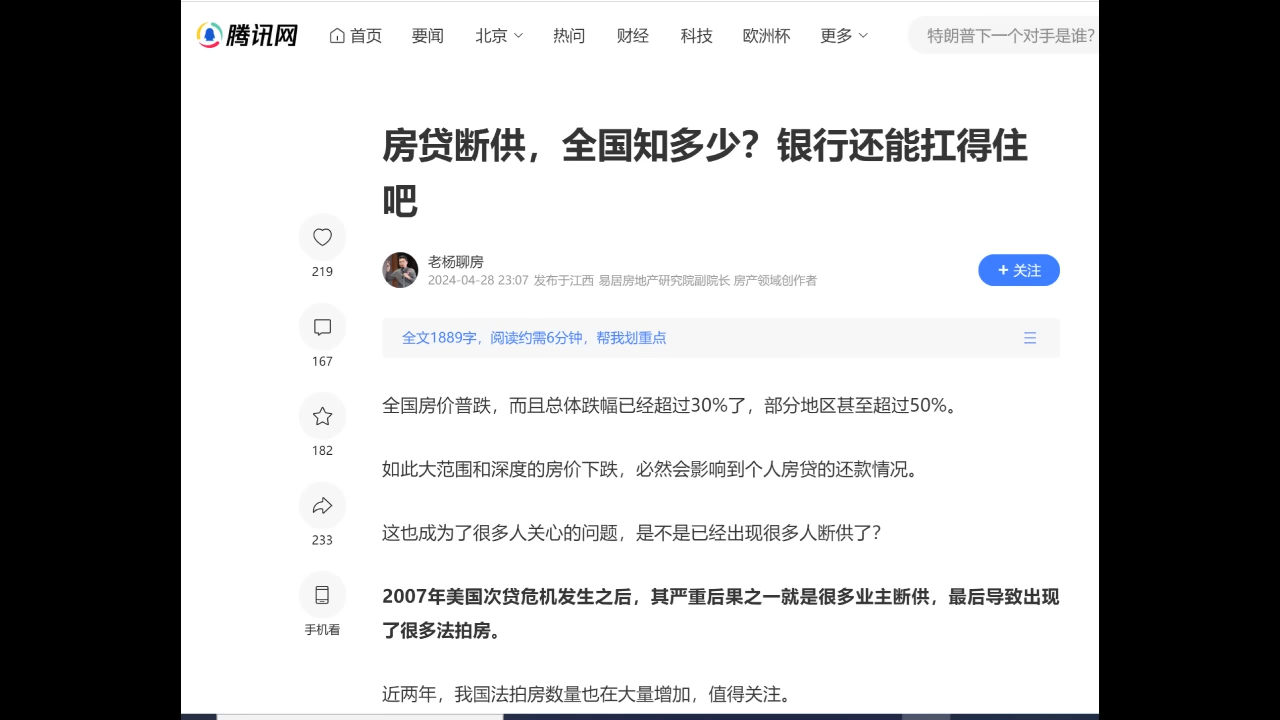 腾讯网 首页 要闻 北京 热问 财经 科技 欧洲杯 更多 特朗普下一个对手是谁?
房贷断供，全国知多少？银行还能扛得住
吧
老杨聊房
2024-04-28 23:07 发布于江西 易居房地产研究院副院长 房产领域创作者
+ 关注
219
全文1889字，阅读约需6分钟，帮我划重点
167
全国房价普跌，而且总体跌幅已经超过30%了，部分地区甚至超过50%。
182
如此大范围和深度的房价下跌，必然会影响到个人房贷的还款情况。
这也成为了很多人关心的问题，是不是已经出现很多人断供了？
233
2007年美国次贷危机发生之后，其严重后果之一就是很多业主断供，最后导致出现
了很多法拍房。
手机看
近两年，我国法拍房数量也在大量增加，值得关注。